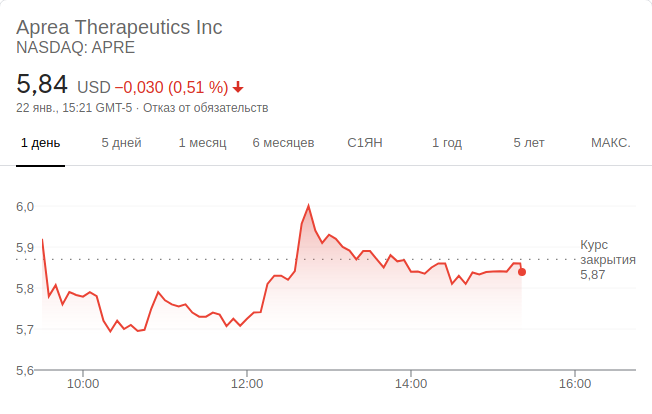 Aprea Therapeutics Inc
NASDAQ: APRE
5,84 USD −0,030 (0,51 %)
22 янв., 15:21 GMT-5 · Отказ от обязательств
1 день 5 дней 1 месяц 6 месяцев С1ЯН 1 год 5 лет МАКС.
6,0
5,9
5,8
5,7
5,6
Курс
закрытия
5,87
10:00 12:00 14:00 16:00